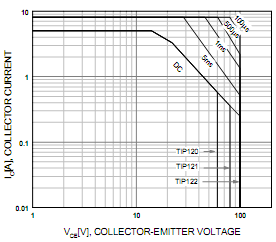 10
1
0.1
0.01
1
10
100
100μs
500μs
1ms
5ms
DC
TIP120
TIP121
TIP122
I_C[A], COLLECTOR CURRENT
V_CE[V], COLLECTOR-EMITTER VOLTAGE